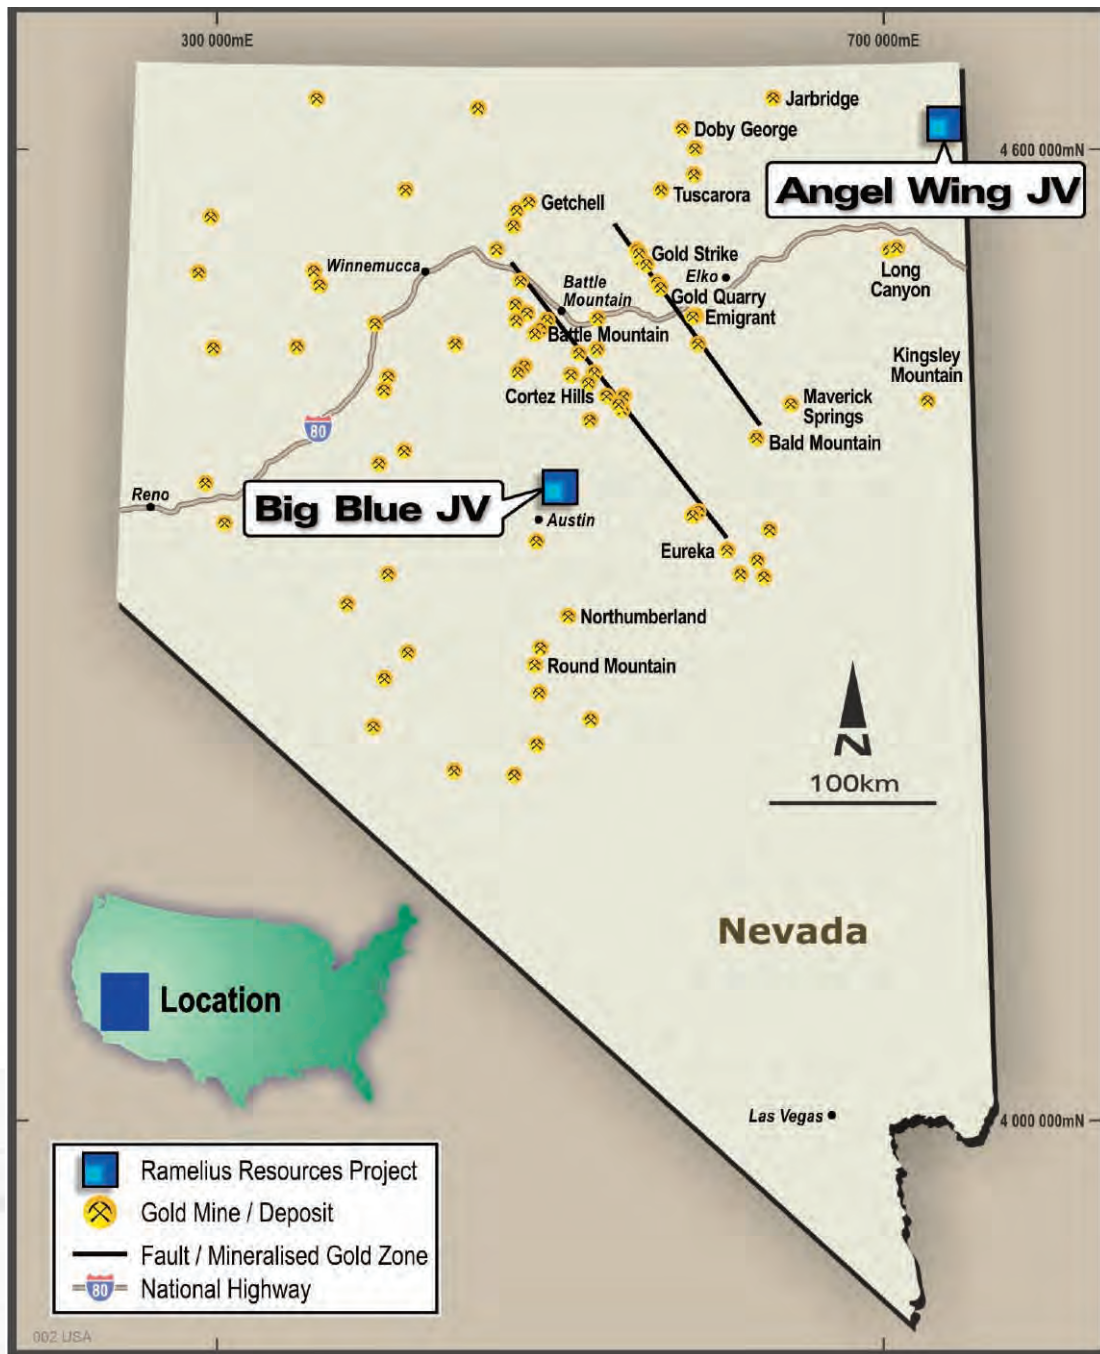 300 000mE
700 000mE
Jarbridge
Doby George
4 600 000mN
Angel Wing JV
Tuscarora
Getchell
Gold Strike
Winnemucca
Elko
Long
Canyon
Battle
Mountain
Gold Quarry
Emigrant
Battle Mountain
Kingsley
Mountain
Cortez Hills
Maverick
Springs
80
Bald Mountain
Reno
Big Blue JV
Austin
Eureka
Northumberland
Round Mountain
N
100km
Nevada
Location
Las Vegas
4 000 000mN
Ramelius Resources Project
Gold Mine / Deposit
Fault / Mineralised Gold Zone
80
National Highway
002 USA